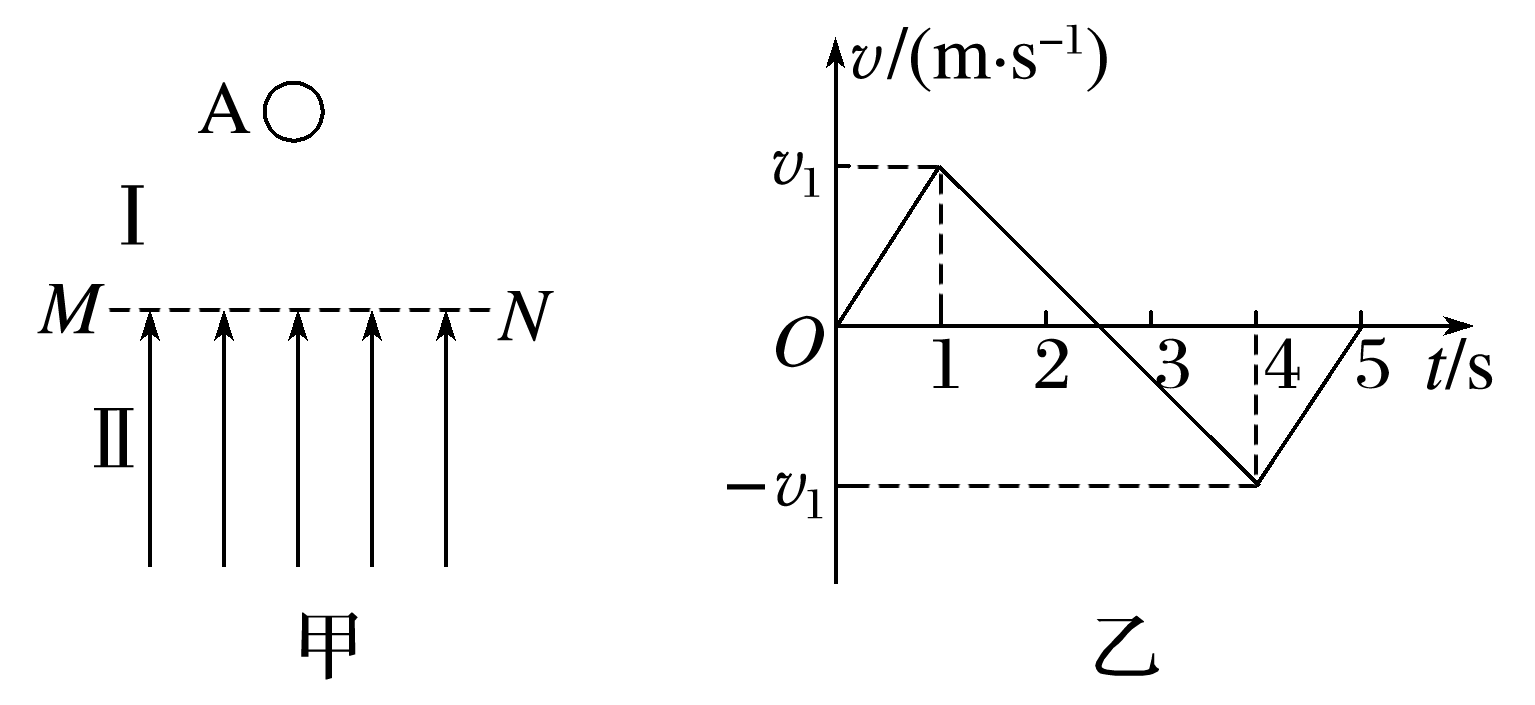 A
Ⅰ
M N
Ⅱ
甲
v/(m·s⁻¹)
v₁
O 1 2 3 4 5 t/s
−v₁
乙